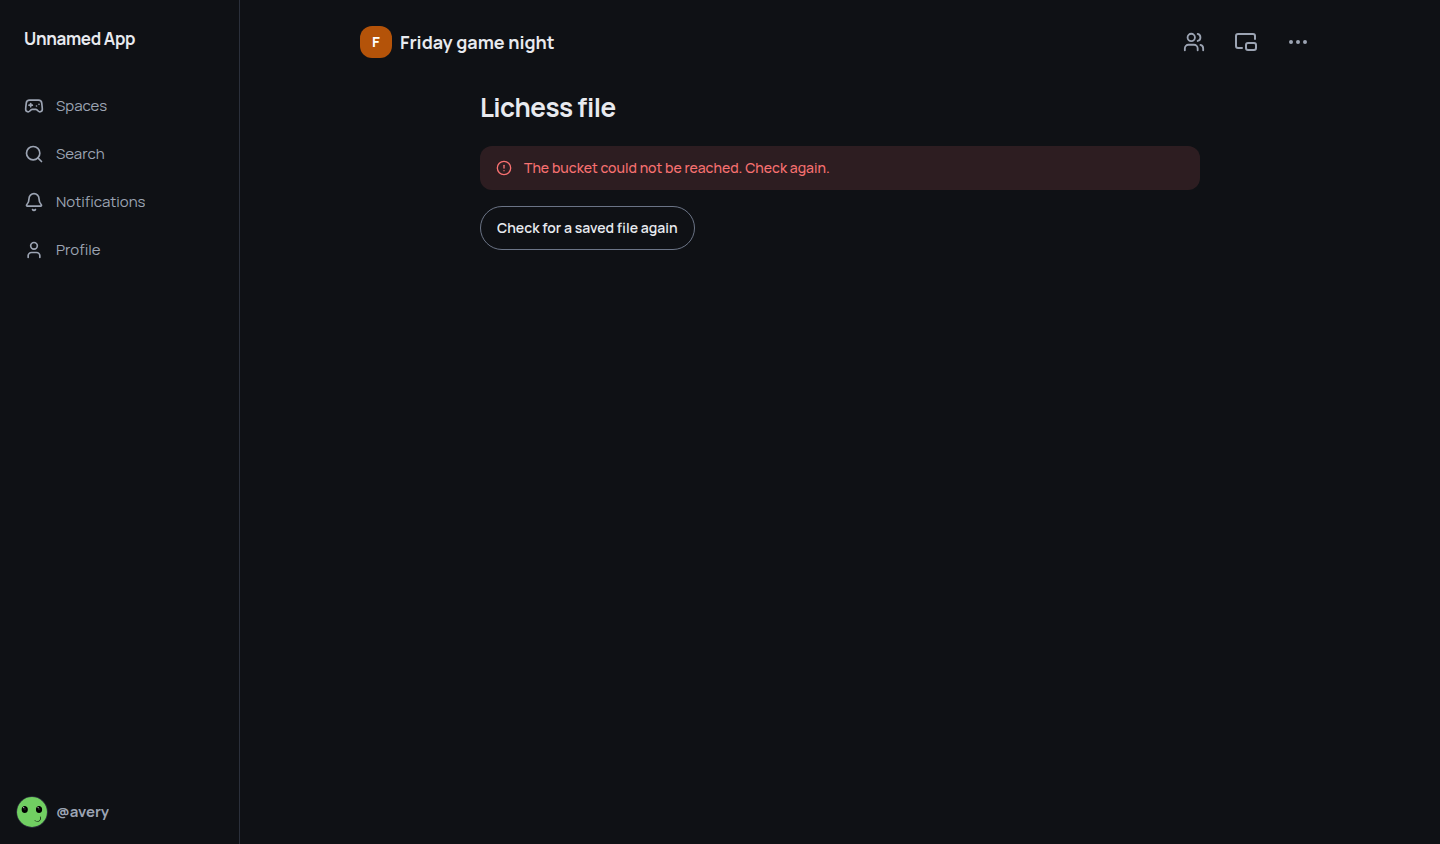 Unnamed App
Spaces
Search
Notifications
Profile
@avery
F
Friday game night
Lichess file
The bucket could not be reached. Check again.
Check for a saved file again